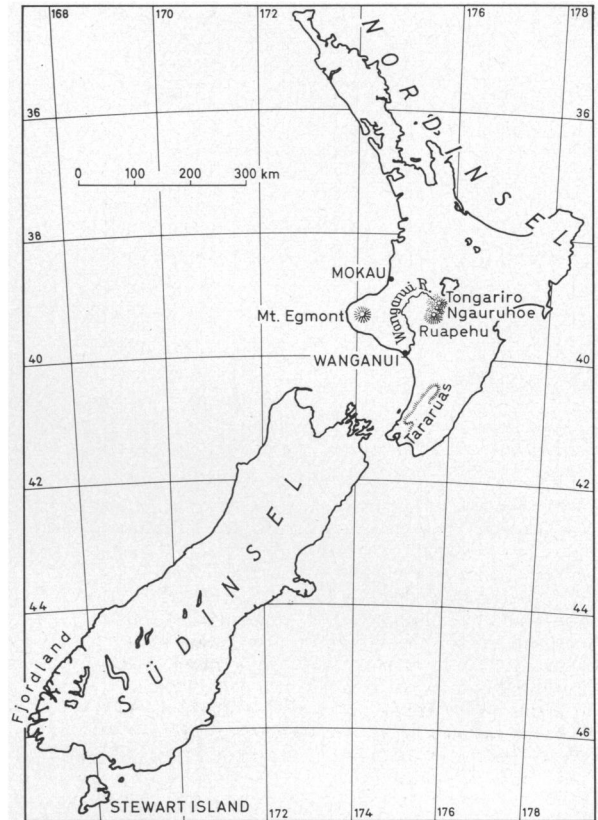 168
172
176
178
NORDINSEL
36
36
0 100 200 300 km
38
38
MOKAU
Wanganui R.
Tongariro
Mt. Egmont
Ngauruhoe
Ruapehu
WANGANUI
40
40
Tararuas
42
42
SÜDINSEL
44
44
Fjordland
46
46
STEWART ISLAND
170
172
174
176
178